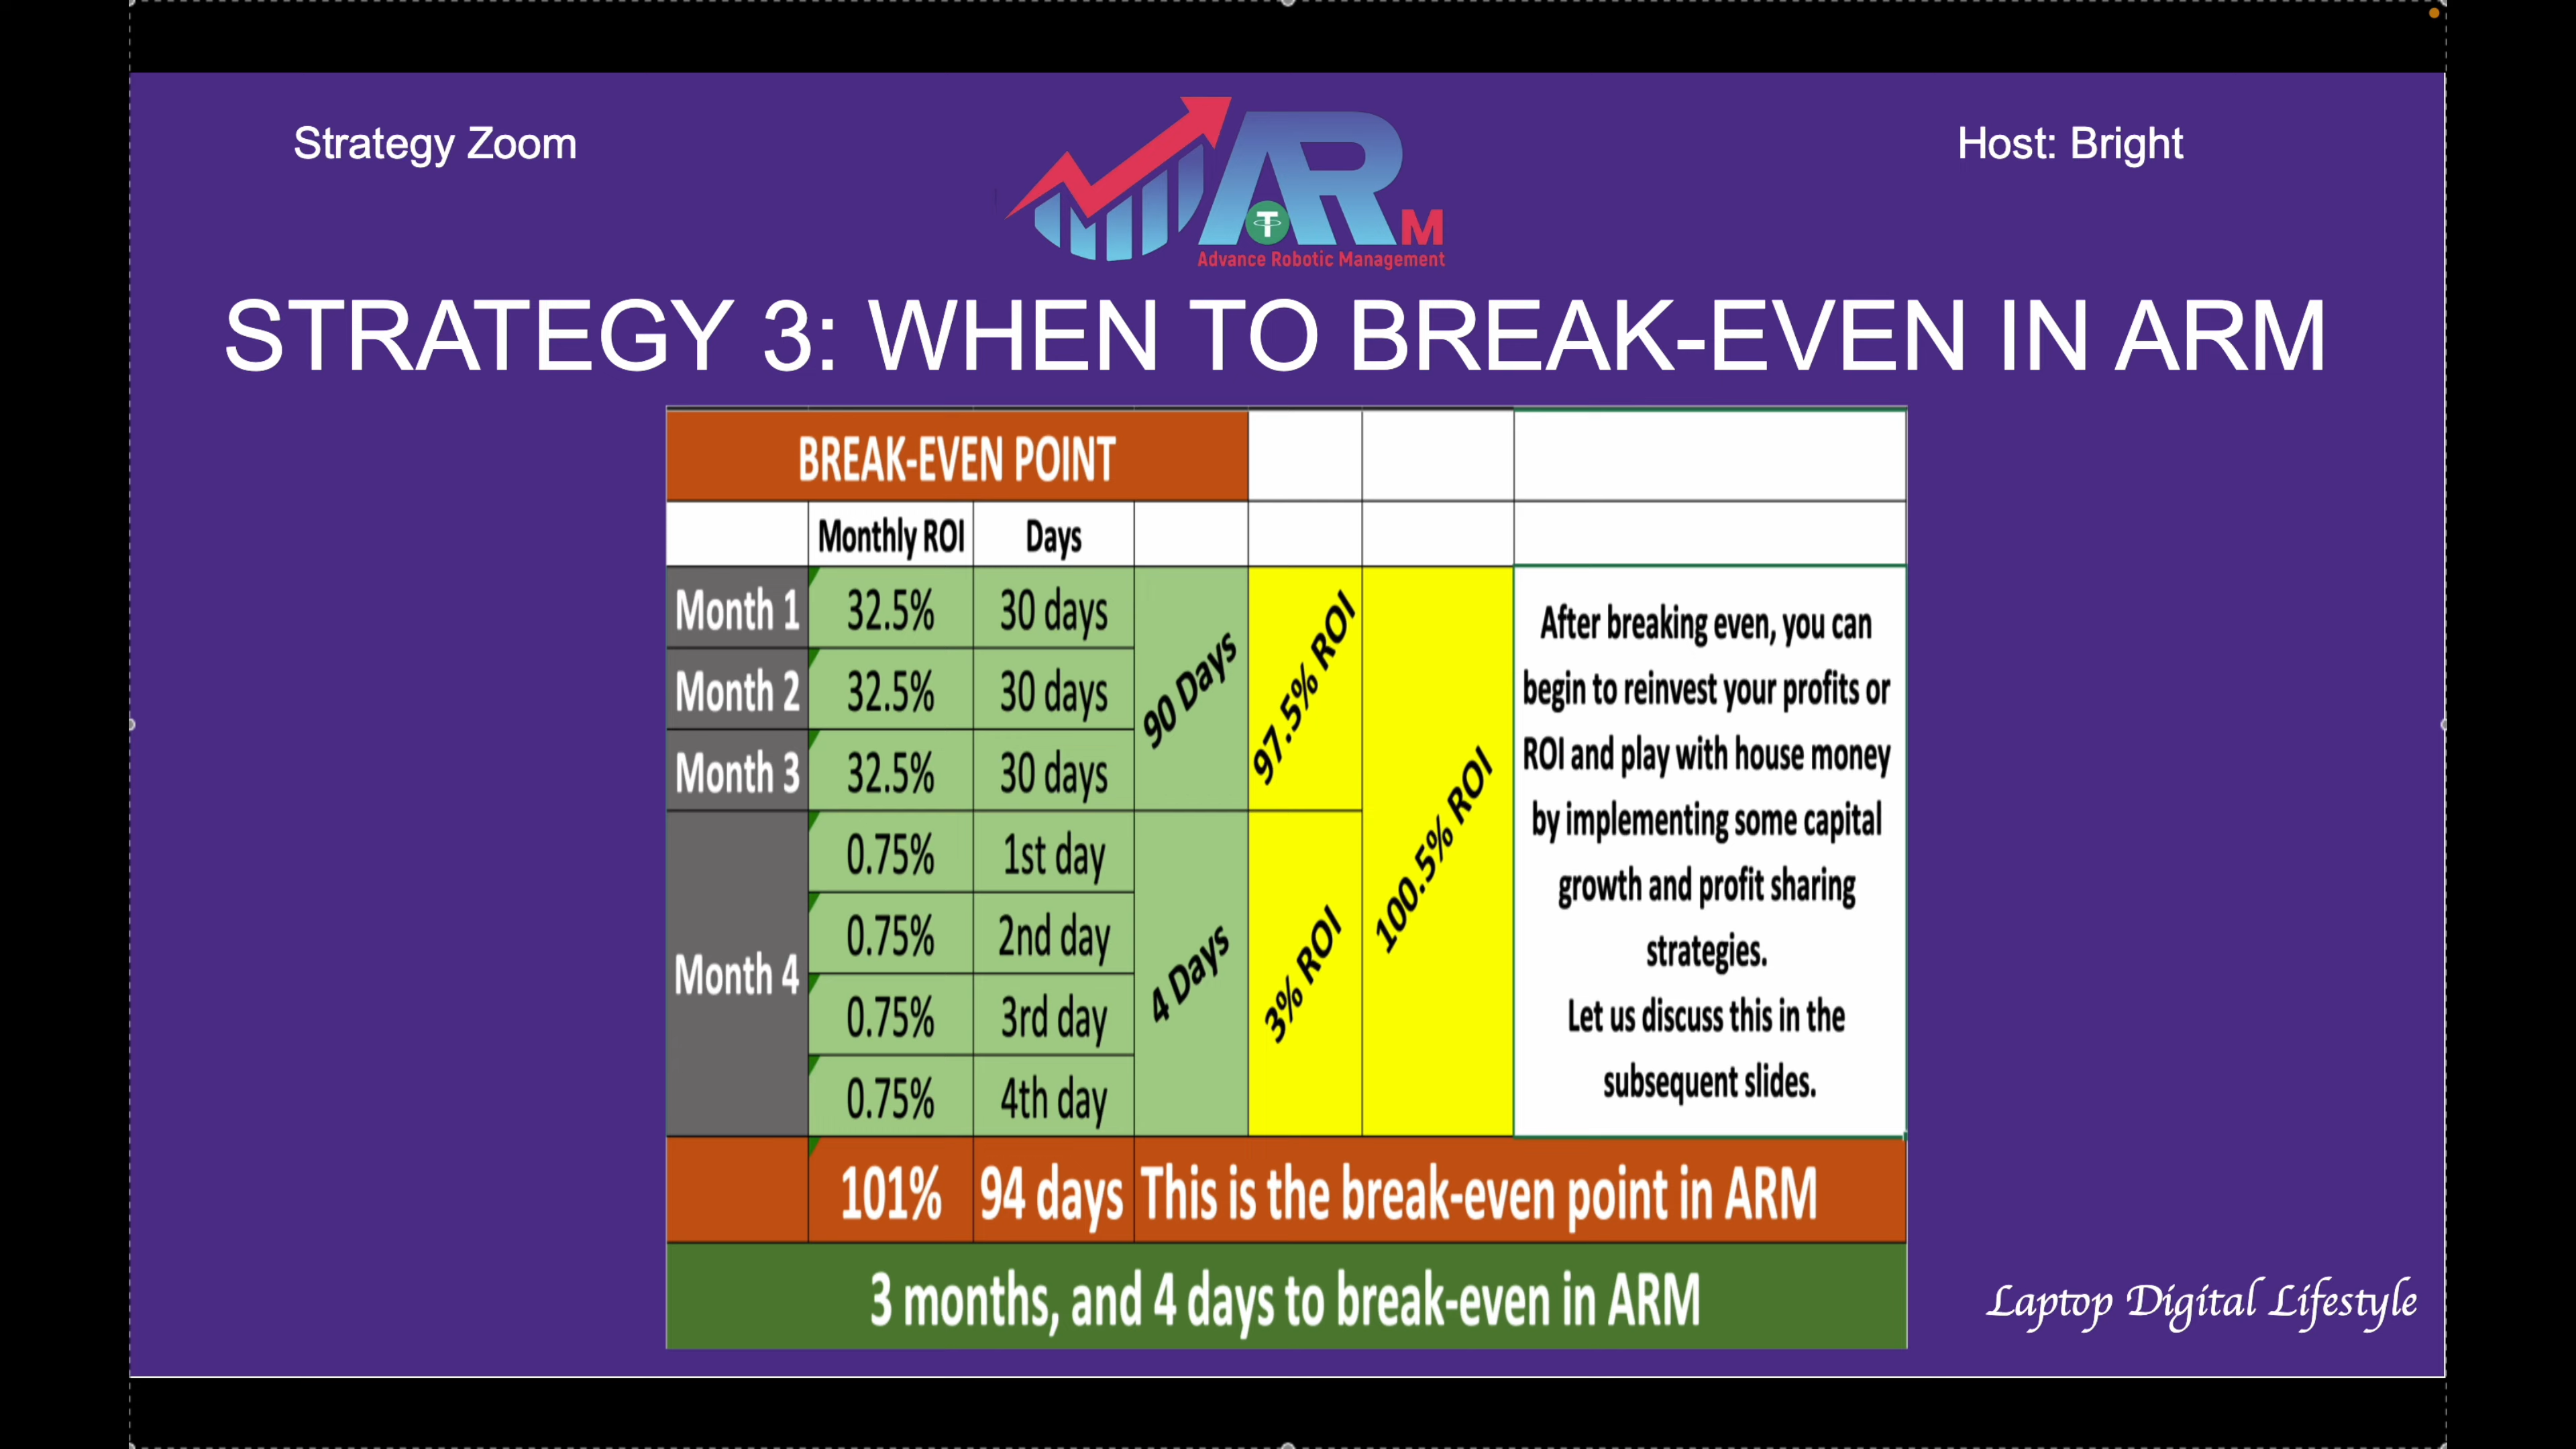 Strategy Zoom
AR M
T
Advance Robotic Management
Host: Bright
STRATEGY 3: WHEN TO BREAK-EVEN IN ARM
BREAK-EVEN POINT
Monthly ROI Days
Month 1 32.5% 30 days
Month 2 32.5% 30 days
Month 3 32.5% 30 days
90 Days
97.5% ROI
Month 4
0.75% 1st day
0.75% 2nd day
0.75% 3rd day
0.75% 4th day
4 Days
3% ROI
100.5% ROI
After breaking even, you can
begin to reinvest your profits or
ROI and play with house money
by implementing some capital
growth and profit sharing
strategies.
Let us discuss this in the
subsequent slides.
101% 94 days This is the break-even point in ARM
3 months, and 4 days to break-even in ARM
Laptop Digital Lifestyle